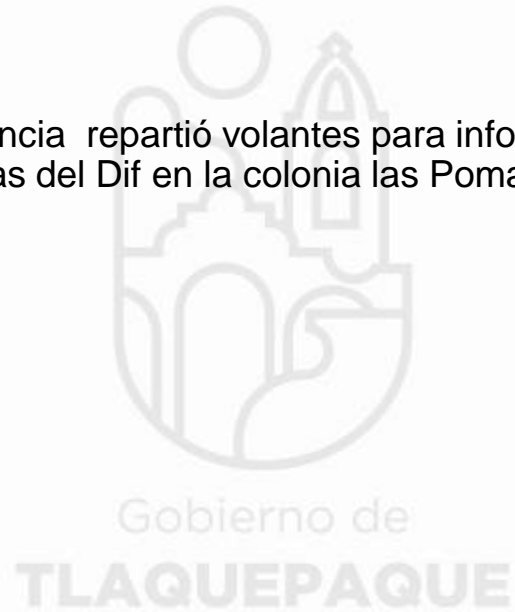 ncia repartió volantes para info
as del Dif en la colonia las Poma
Gobierno de
TLAQUEPAQUE